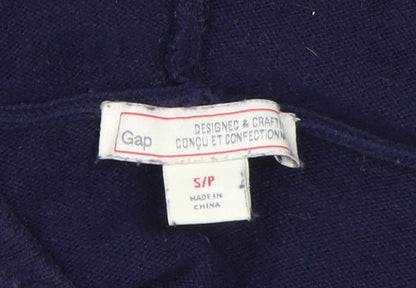 Gap
DESIGNED & CRAFT
CONÇU ET CONFECTIONN
S/P
MADE IN
CHINA